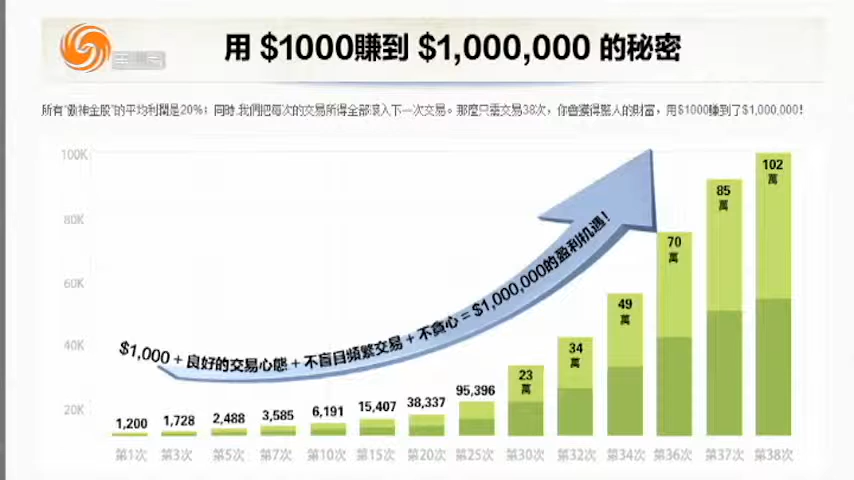 用 $1000賺到 $1,000,000 的秘密
所有"激神金股"的平均利潤是20%；同時,我們把每次的交易所得全部滾入下一次交易。那麼只需交易38次，你會獲得驚人的財富，用$1000賺到了$1,000,000!
100K
80K
60K
40K
20K
$1,000 + 良好的交易心態 + 不盲目頻繁交易 + 不貪心 = $1,000,000的盈利机遇!
1,200
1,728
2,488
3,585
6,191
15,407
38,337
95,396
23
萬
34
萬
49
萬
70
萬
85
萬
102
萬
第1次 第3次 第5次 第7次 第10次 第15次 第20次 第25次 第30次 第32次 第34次 第36次 第37次 第38次